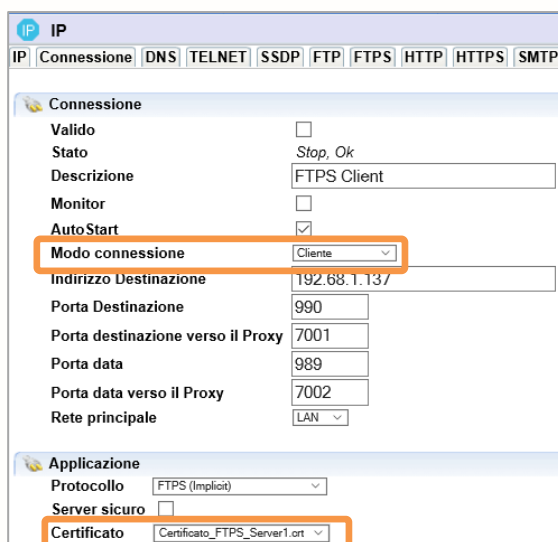 IP IP
IP Connessione DNS TELNET SSDP FTP FTPS HTTP HTTPS SMTP
Connessione
Valido
Stato Stop, Ok
Descrizione FTPS Client
Monitor
AutoStart
Modo connessione Cliente
Indirizzo Destinazione 192.68.1.137
Porta Destinazione 990
Porta destinazione verso il Proxy 7001
Porta data 989
Porta data verso il Proxy 7002
Rete principale LAN
Applicazione
Protocollo FTPS (Implicit)
Server sicuro
Certificato Certificato_FTPS_Server1.crt